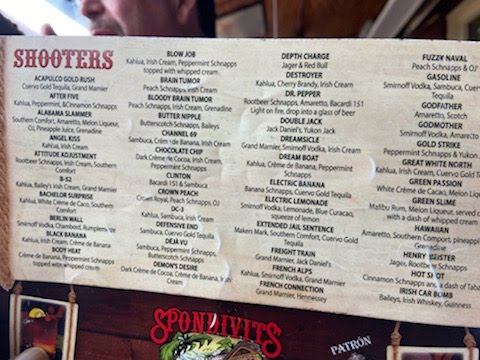 SHOOTERS
ACAPULCO GOLD RUSH
Cuervo Gold Tequila, Grand Marnier
AFTER FIVE
Kahlua, Peppermint, &Cinnamon Schnapps
ALABAMA SLAMMER
Southern Comfort, Amaretto, Melon Liqueur,
OJ, Pineapple Juice, Grenadine
ANGEL KISS
Kahlua, Irish Cream
ATTITUDE ADJUSTMENT
Rootbeer Schnapps, Irish Cream, Southern
Comfort
B-52
Kahlua, Bailey's Irish Cream, Grand Marnier
BACHELOR SURPRISE
Kahlua, White Crème de Cacao, Southern
Comfort
BERLIN WALL
Smirnoff Vodka, Chambord, Irish Cream
BLACK BANANA
Kahlua, Irish Cream, Crème de Banana
BODY HEAT
Crème de Banana, Irish Cream, Kahlua
BLOW JOB
Kahlua, Irish Cream, Peppermint Schnapps
topped with whipped cream
BRAIN TUMOR
Peach Schnapps, Irish Cream
BLOODY BRAIN TUMOR
Peach Schnapps, Irish Cream, Grenadine
BUTTER NIPPLE
Butterscotch Schnapps, Baileys
CHANNEL 69
Sambuca, Crème de Banana, Irish Cream
CHOCOLATE CHIP
Dark Crème de Cocoa, Irish Cream,
Peppermint Schnapps
CLINTON
Bacardi 151 & Sambuca
CROWN PEACH
Crown Royal, Peach Schnapps, OJ
DC-3
Kahlua, Sambuca, Irish Cream
DEFENSIVE END
Sambuca, Cuervo Gold Tequila
DÉJÀ VU
Sambuca, Peppermint Schnapps,
Butterscotch Schnapps
DEMON'S DESIRE
Dark Crème de Cocoa, Crème de Banana, Irish
Cream
DEPTH CHARGE
Jager & Red Bull
DESTROYER
Kahlua, Cherry Brandy, Irish Cream
DR. PEPPER
Rootbeer Schnapps, Amaretto, Bacardi 151
Light on fire, drop into a glass of beer
DOUBLE JACK
Jack Daniel's, Yukon Jack
DREAMSICLE
Grand Marnier, Smirnoff Vodka, Irish Cream
DREAM BOAT
Kahlua, Crème de Banana, Peppermint
Schnapps
ELECTRIC BANANA
Banana Schnapps, Cuervo Gold Tequila
ELECTRIC LEMONADE
Smirnoff Vodka, Lemonade, Blue Curacao,
squeeze of lemon
EXTENDED JAIL SENTENCE
Makers Mark, Southern Comfort, Cuervo Gold
Tequila
FREIGHT TRAIN
Grand Marnier, Jack Daniel's
FRENCH ALPS
Kahlua, Smirnoff Vodka, Grand Marnier
FRENCH CONNECTION
Grand Marnier, Hennessey
FUZZY NAVAL
Peach Schnapps & OJ
GASOLINE
Smirnoff Vodka, Sambuca, Cuervo
GODFATHER
Amaretto, Scotch
GODMOTHER
Smirnoff Vodka, Amaretto
GOLD STRIKE
Peppermint Schnapps & Yukon
GREAT WHITE NORTH
Kahlua, Irish Cream, Cuervo Gold
GREEN PASSION
White Crème de Cacao, Melon
GREEN SLIME
Malibu Rum, Melon Liqueur, served
with a dash of whipped cream
HAWAIIAN
Amaretto, Southern Comport, pineapple
Grenadine
HENRY MEISTER
Jager, Rootbeer Schnapps
HOT SHOT
Cinnamon Schnapps and a dash of
IRISH CAR BOMB
Baileys, Irish Whiskey, Guinness
SPONDIVITS
PATRÓN